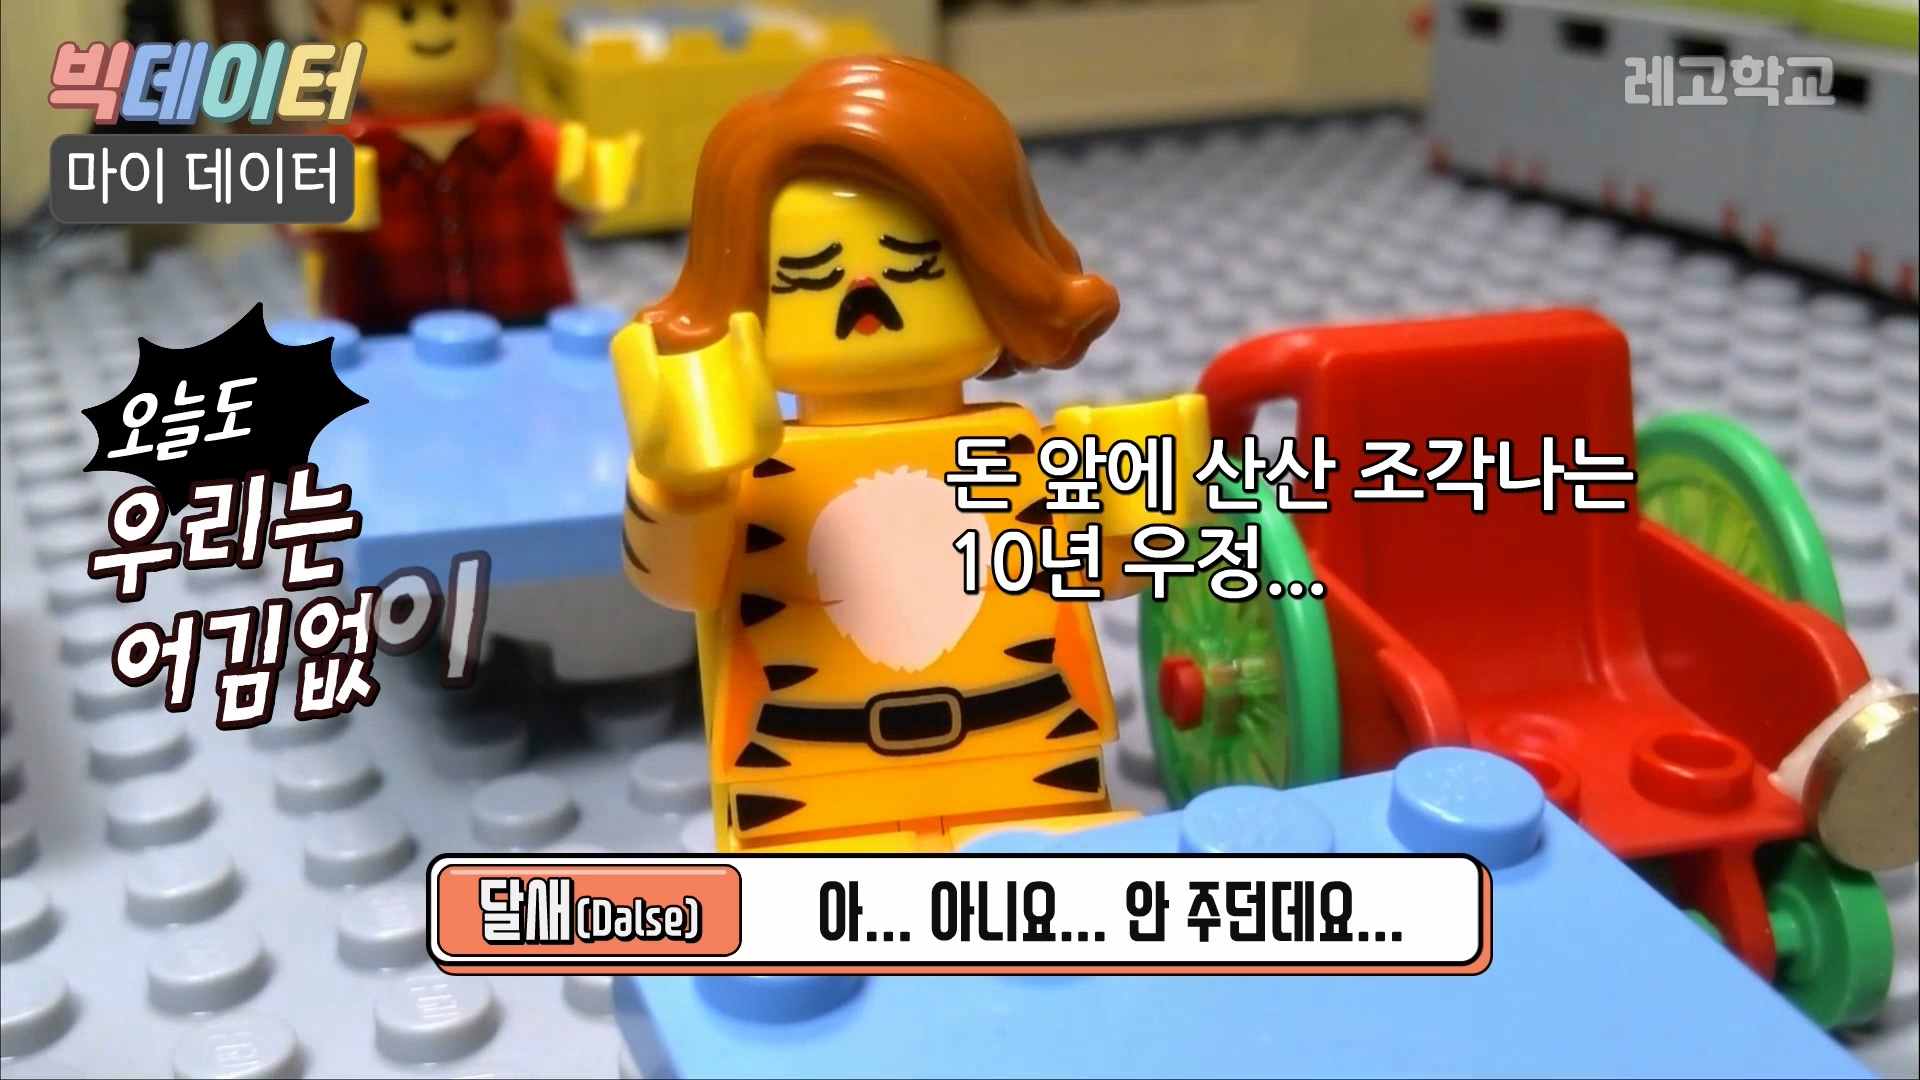 빅데이터
마이 데이터
레고학교
오늘도
우리는
어김없이
돈 앞에 산산 조각나는
10년 우정...
달새(Dalse) 아... 아니요... 안 주던데요...